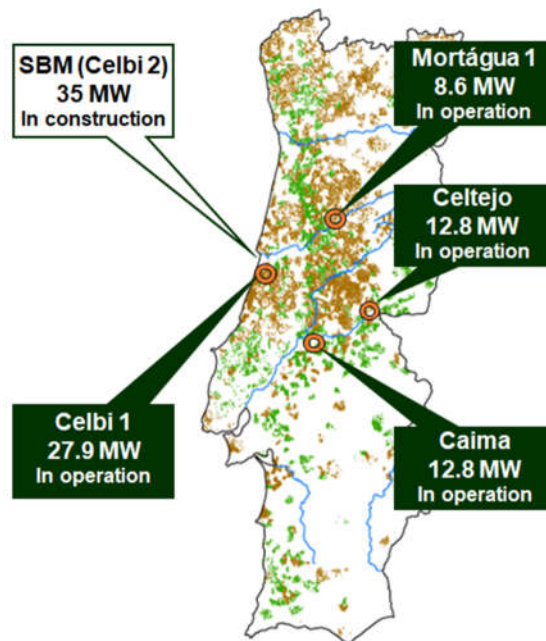 SBM (Celbi 2)
35 MW
In construction
Mortágua 1
8.6 MW
In operation
Celtejo
12.8 MW
In operation
Celbi 1
27.9 MW
In operation
Caima
12.8 MW
In operation